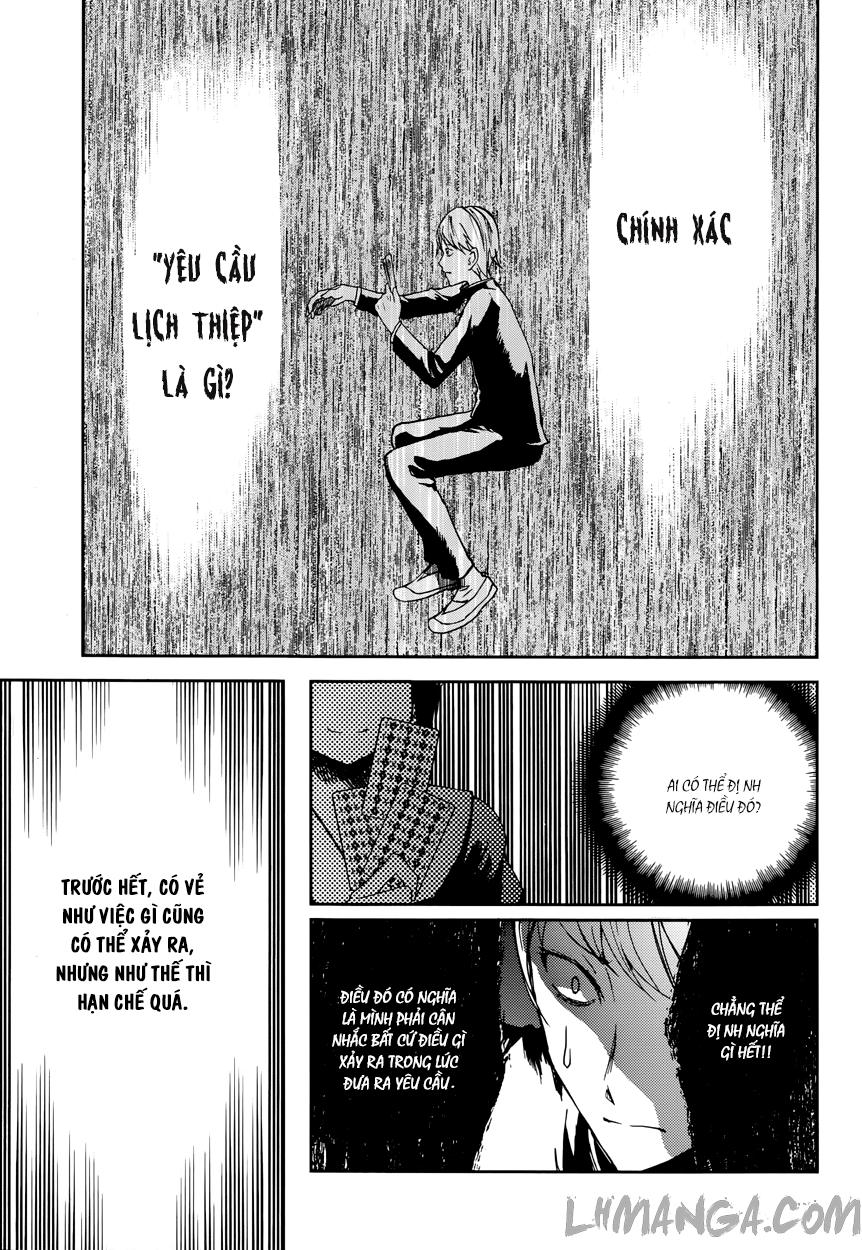 CHÍNH XÁC
"YÊU CẦU
LỊCH THIỆP"
LÀ GÌ?
AI CÓ THỂ ĐỊ NH
NGHĨA ĐIỀU ĐÓ?
CHẲNG THỂ
ĐỊ NH NGHĨA
GÌ HẾT!!
ĐIỀU ĐÓ CÓ NGHĨA
LÀ MÌNH PHẢI CÂN
NHẮC BẤT CỨ ĐIỀU GÌ
XẢY RA TRONG LÚC
ĐƯA RA YÊU CẦU.
TRƯỚC HẾT, CÓ VẺ
NHƯ VIỆC GÌ CŨNG
CÓ THỂ XẢY RA,
NHƯNG NHƯ THẾ THÌ
HẠN CHẾ QUÁ.
LHMANGA.COM